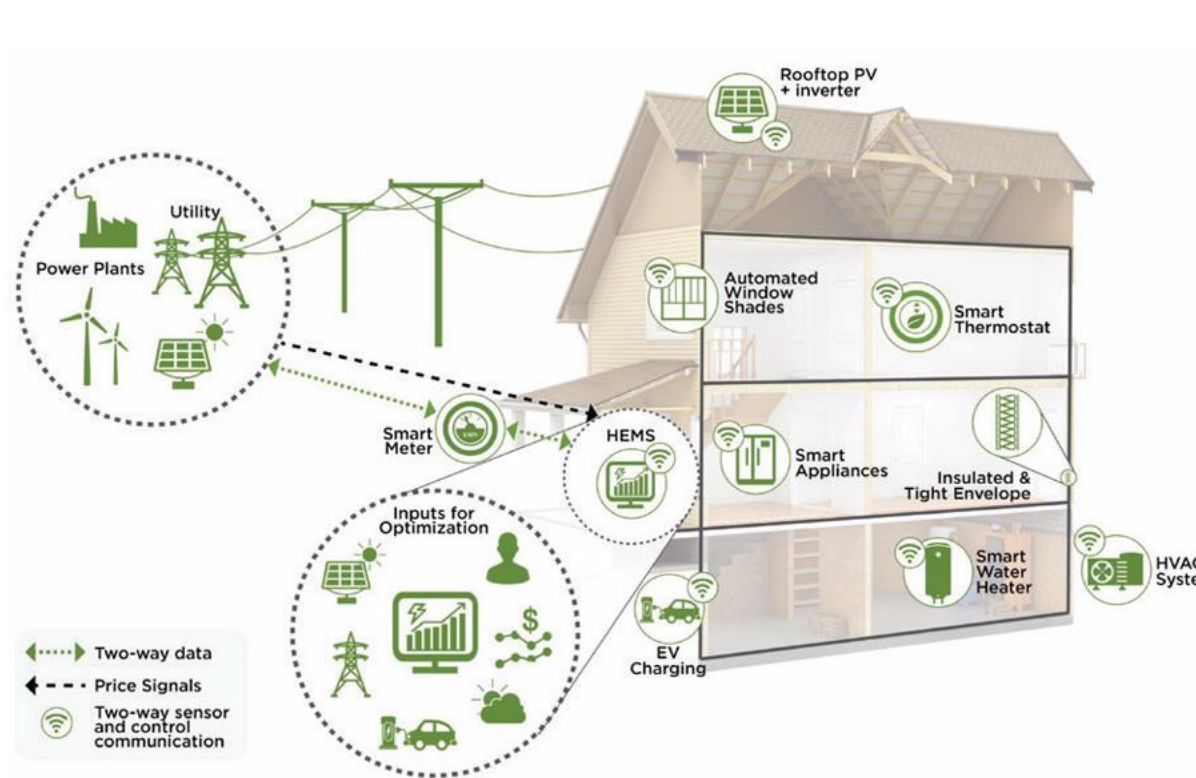 Rooftop PV
+ inverter
Utility
Power Plants
Automated
Window
Shades
Smart
Thermostat
Smart
Meter
HEMS
Smart
Appliances
Insulated &
Tight Envelope
Inputs for
Optimization
Smart
Water
Heater
HVAC
Syste
EV
Charging
$
Two-way data
Price Signals
Two-way sensor
and control
communication